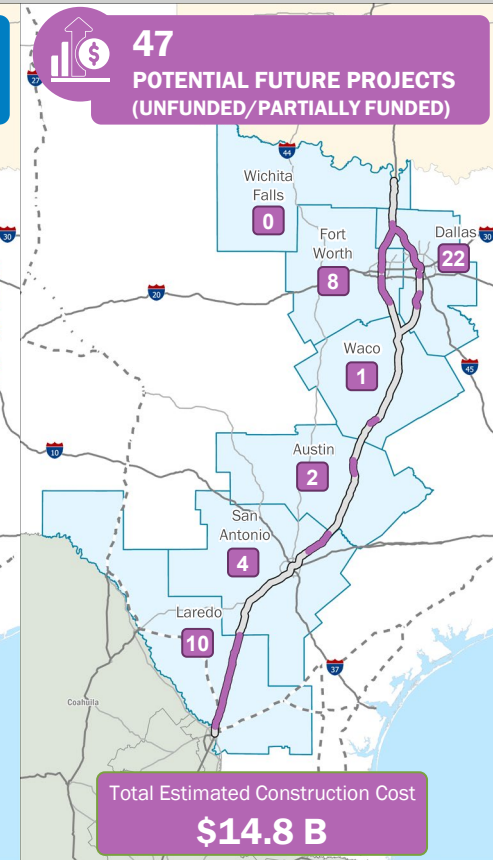 $
47
POTENTIAL FUTURE PROJECTS
(UNFUNDED/PARTIALLY FUNDED)
27
44
Wichita
Falls
0
30
Fort
Worth
8
Dallas
30
22
20
Waco
1
45
10
Austin
2
San
Antonio
4
Laredo
10
37
Coahuila
Total Estimated Construction Cost
$14.8 B